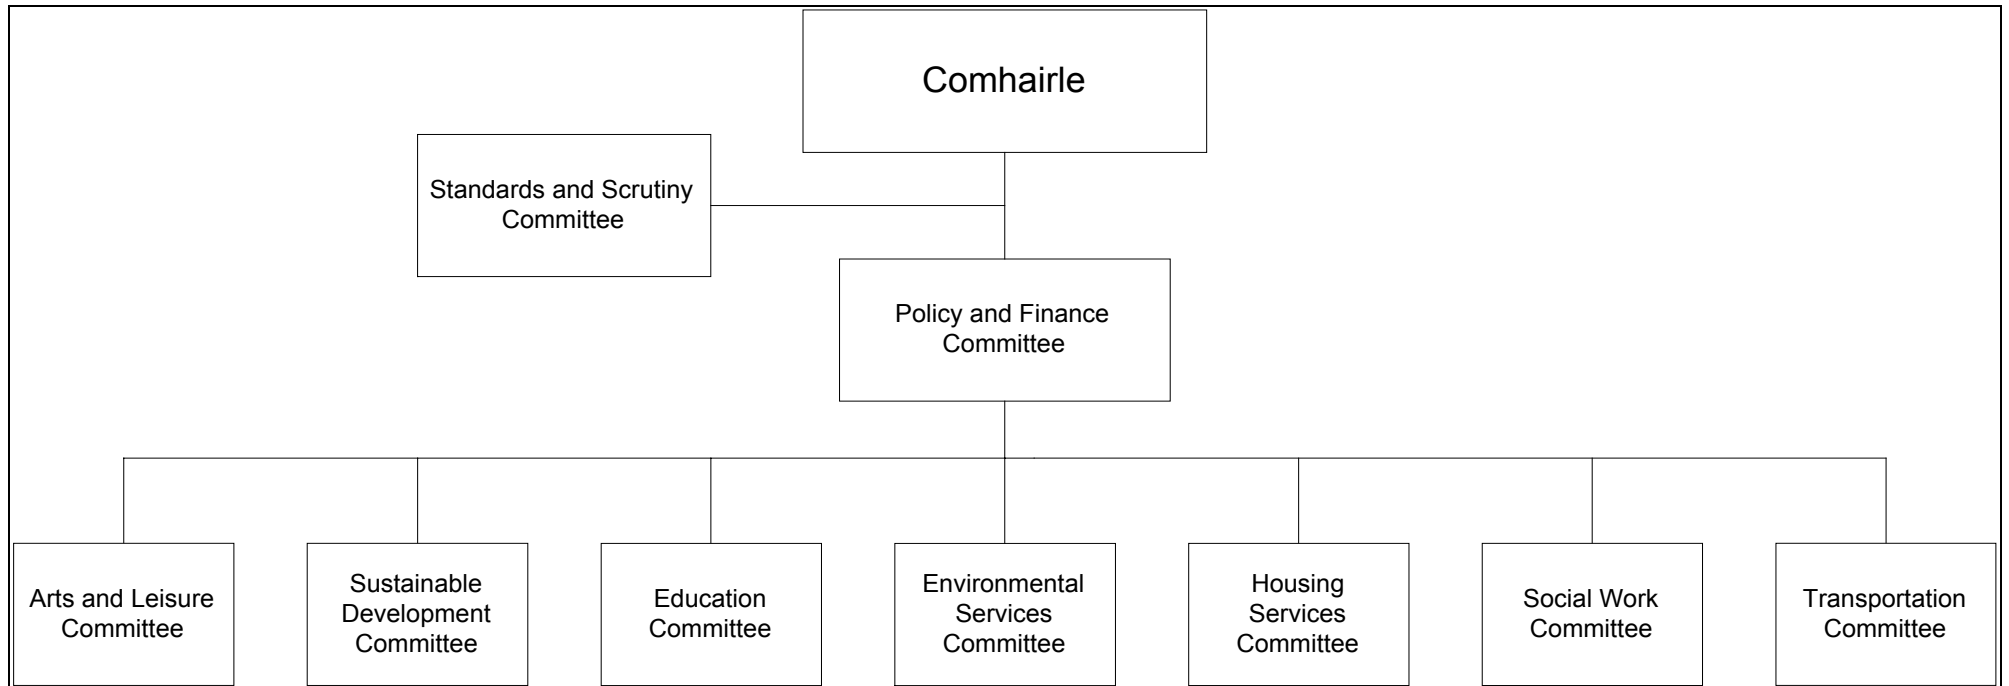 Comhairle
Standards and Scrutiny
Committee
Policy and Finance
Committee
Arts and Leisure
Committee
Sustainable
Development
Committee
Education
Committee
Environmental
Services
Committee
Housing
Services
Committee
Social Work
Committee
Transportation
Committee